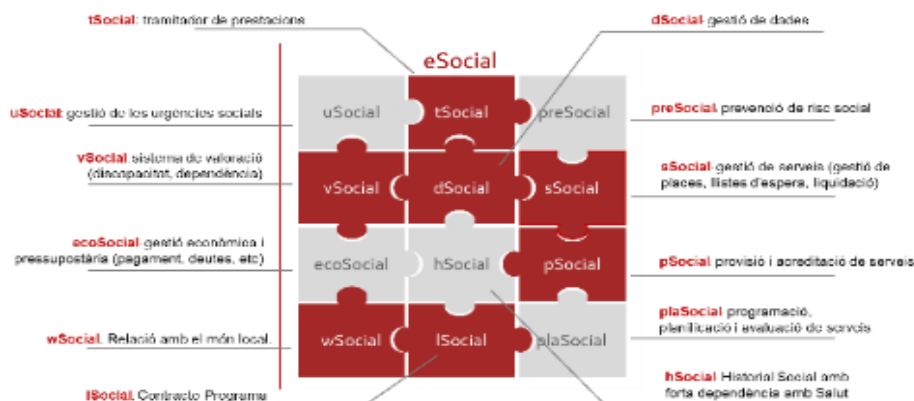 tSocial: tramitador de prestacions
dSocial gestió de dades
eSocial
uSocial gestió de les urgències socials
uSocial
tSocial
preSocial
preSocial prevenció de risc social
vSocial sistema de valoració
(discapacitat, dependència)
vSocial
dSocial
sSocial
sSocial gestió de serveis (gestió de
places, llistes d'espera, liquidació)
ecoSocial gestió econòmica i
pressupostària (pagament, deutes, etc)
ecoSocial
hSocial
pSocial
pSocial provisió i acreditació de serveis
wSocial. Relació amb el món local.
wSocial
lSocial
plaSocial
plaSocial programació,
planificació i avaluació de serveis
lSocial. Contracto Programa
hSocial Historial Social amb
forta dependència amb Salut